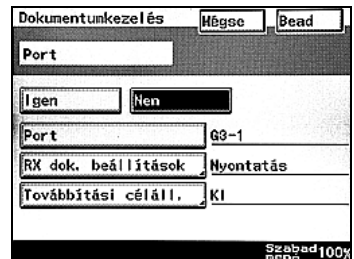 Dokumentumkezelés Mégse Bead
Port
Igen Nem
Port G3-1
RX dok. beállítások Nyomtatás
Továbbítási céláll. KI
Szabad 100%